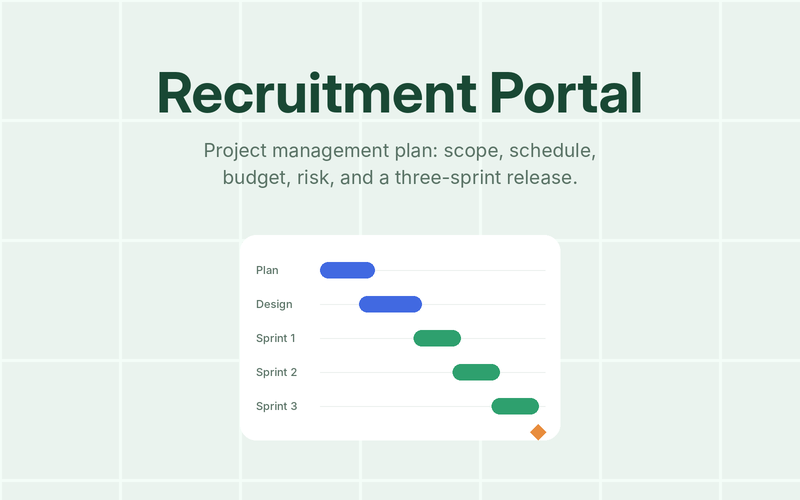 Recruitment Portal
Project management plan: scope, schedule,
budget, risk, and a three-sprint release.
Plan
Design
Sprint 1
Sprint 2
Sprint 3